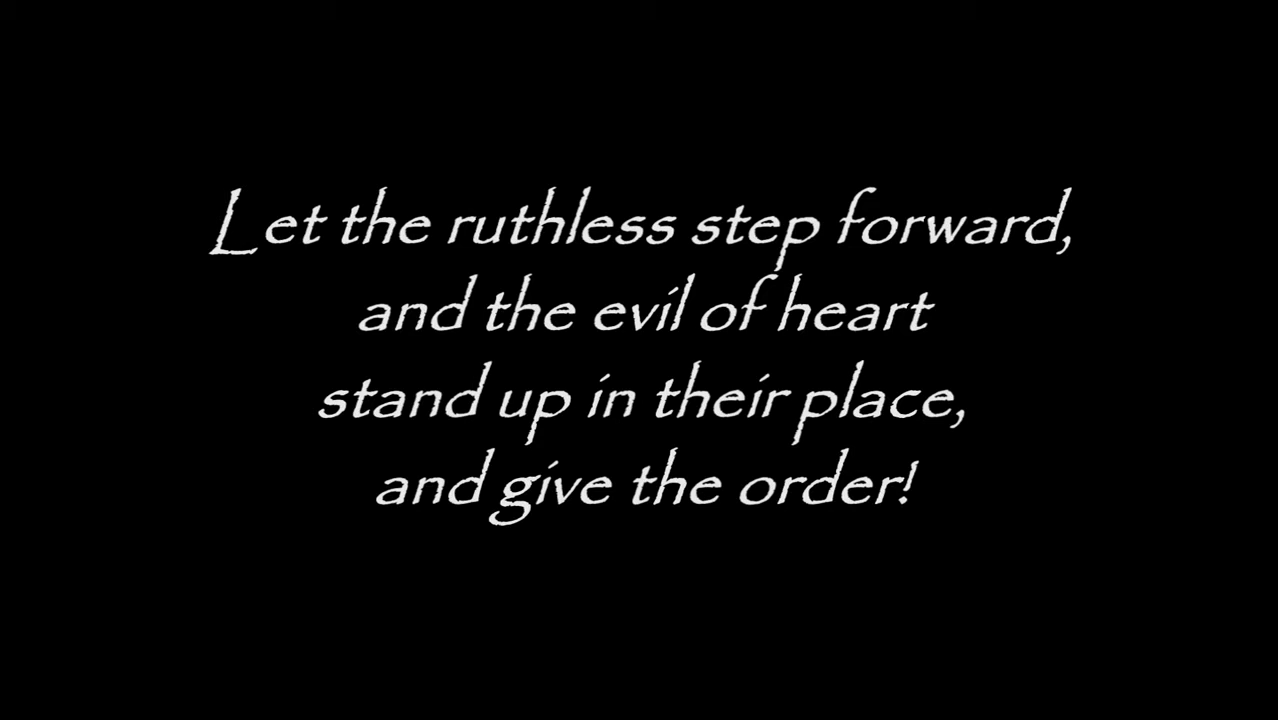 Let the ruthless step forward,
and the evil of heart
stand up in their place,
and give the order!